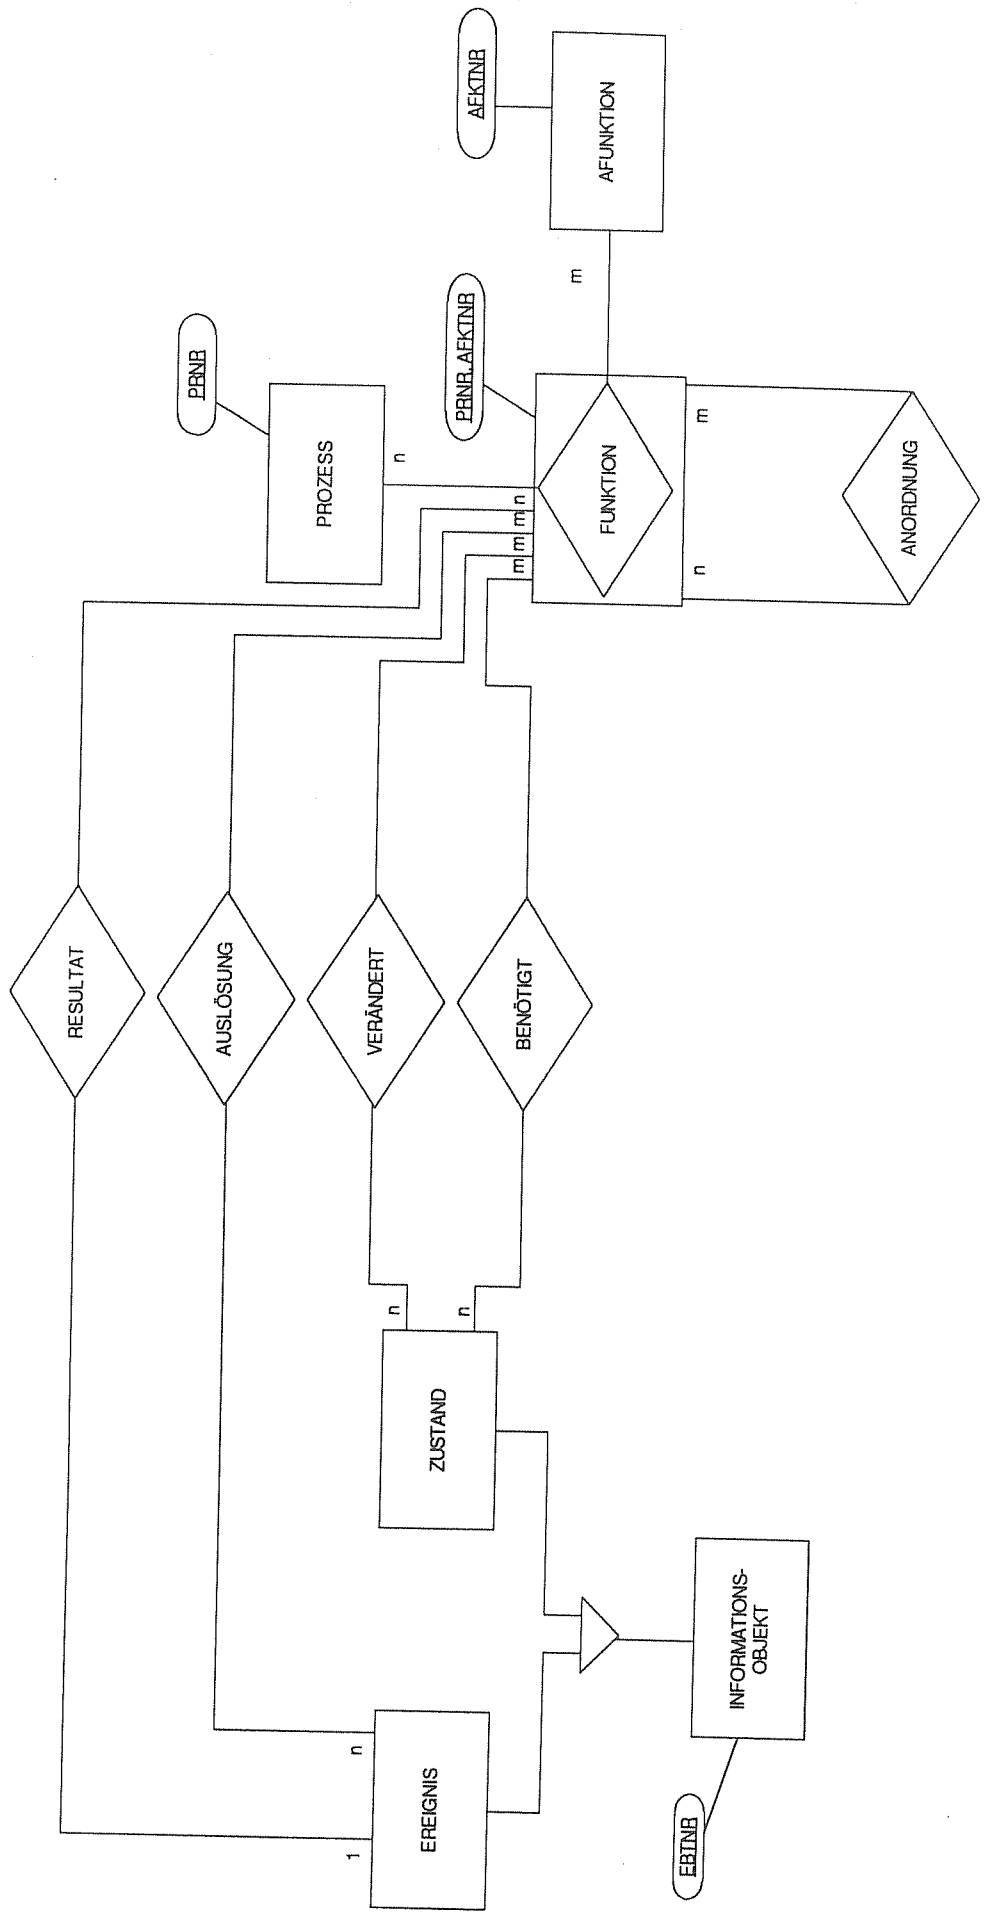 RESULTAT
PRNR
AUSLÖSUNG
PROZESS
1
n
VERÄNDERT
n
n
EREIGNIS
ZUSTAND
n
PRNR, AFKTNR
AFKTNR
BENÖTIGT
m
m
m
n
m
FUNKTION
AFUNKTION
EBTNR
n
m
INFORMATIONS-
OBJEKT
ANORDNUNG